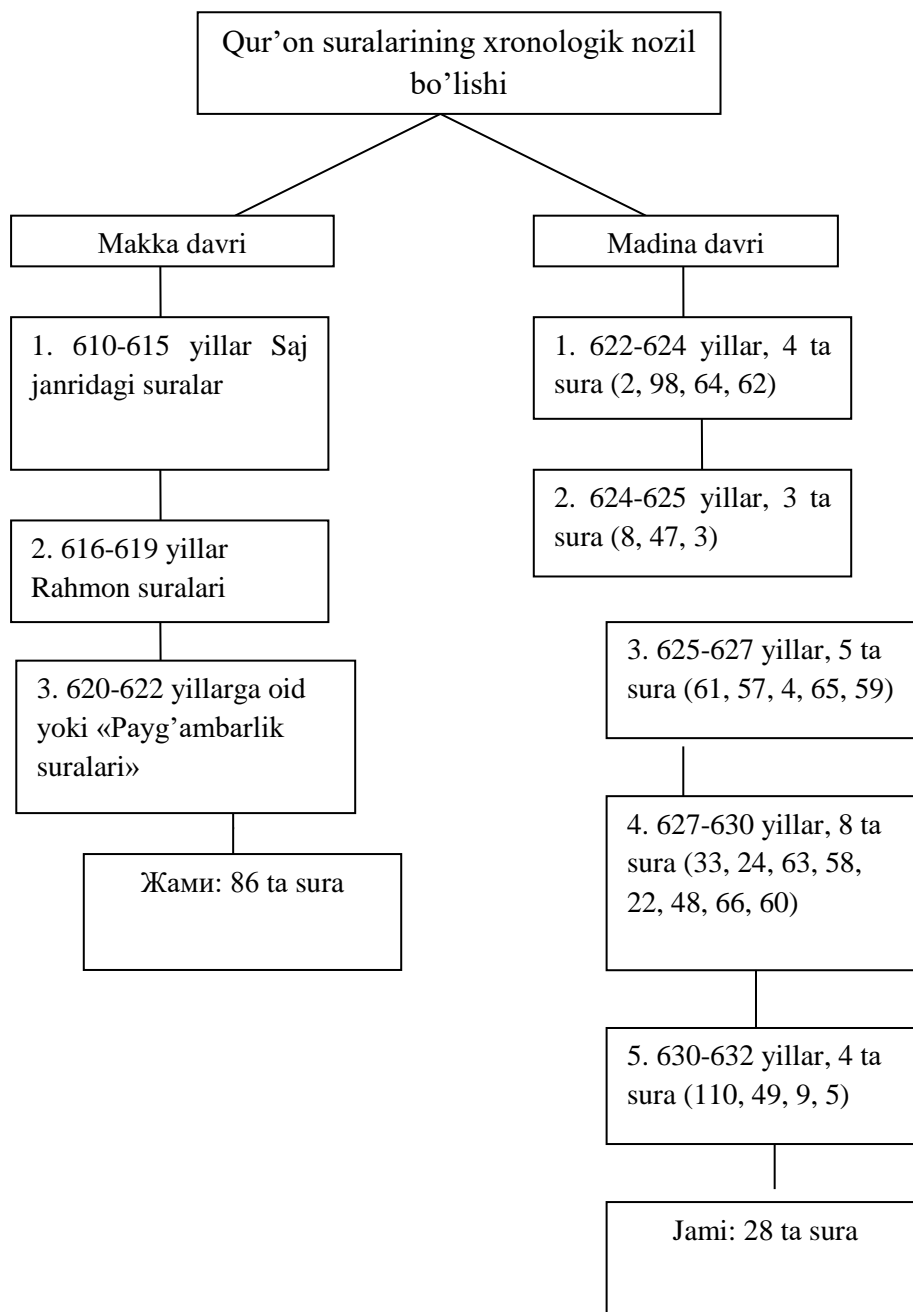 Qur’on suralarining xronologik nozil
bo’lishi
Makka davri
1. 610-615 yillar Saj
janridagi suralar
2. 616-619 yillar
Rahmon suralari
3. 620-622 yillarga oid
yoki «Payg’ambarlik
suralari»
Жами: 86 ta sura
Madina davri
1. 622-624 yillar, 4 ta
sura (2, 98, 64, 62)
2. 624-625 yillar, 3 ta
sura (8, 47, 3)
3. 625-627 yillar, 5 ta
sura (61, 57, 4, 65, 59)
4. 627-630 yillar, 8 ta
sura (33, 24, 63, 58,
22, 48, 66, 60)
5. 630-632 yillar, 4 ta
sura (110, 49, 9, 5)
Jami: 28 ta sura